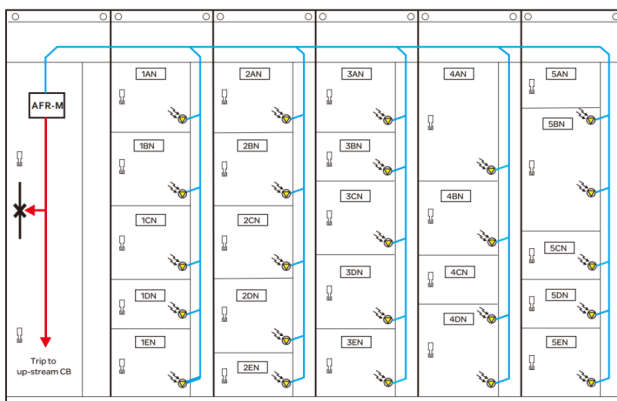 1AN
2AN
3AN
4AN
5AN
AFR-M
5BN
1BN
2BN
3BN
3CN
4BN
1CN
2CN
5CN
3DN
4CN
1DN
2DN
5DN
4DN
1EN
3EN
5EN
Trip to
up-stream CB
2EN